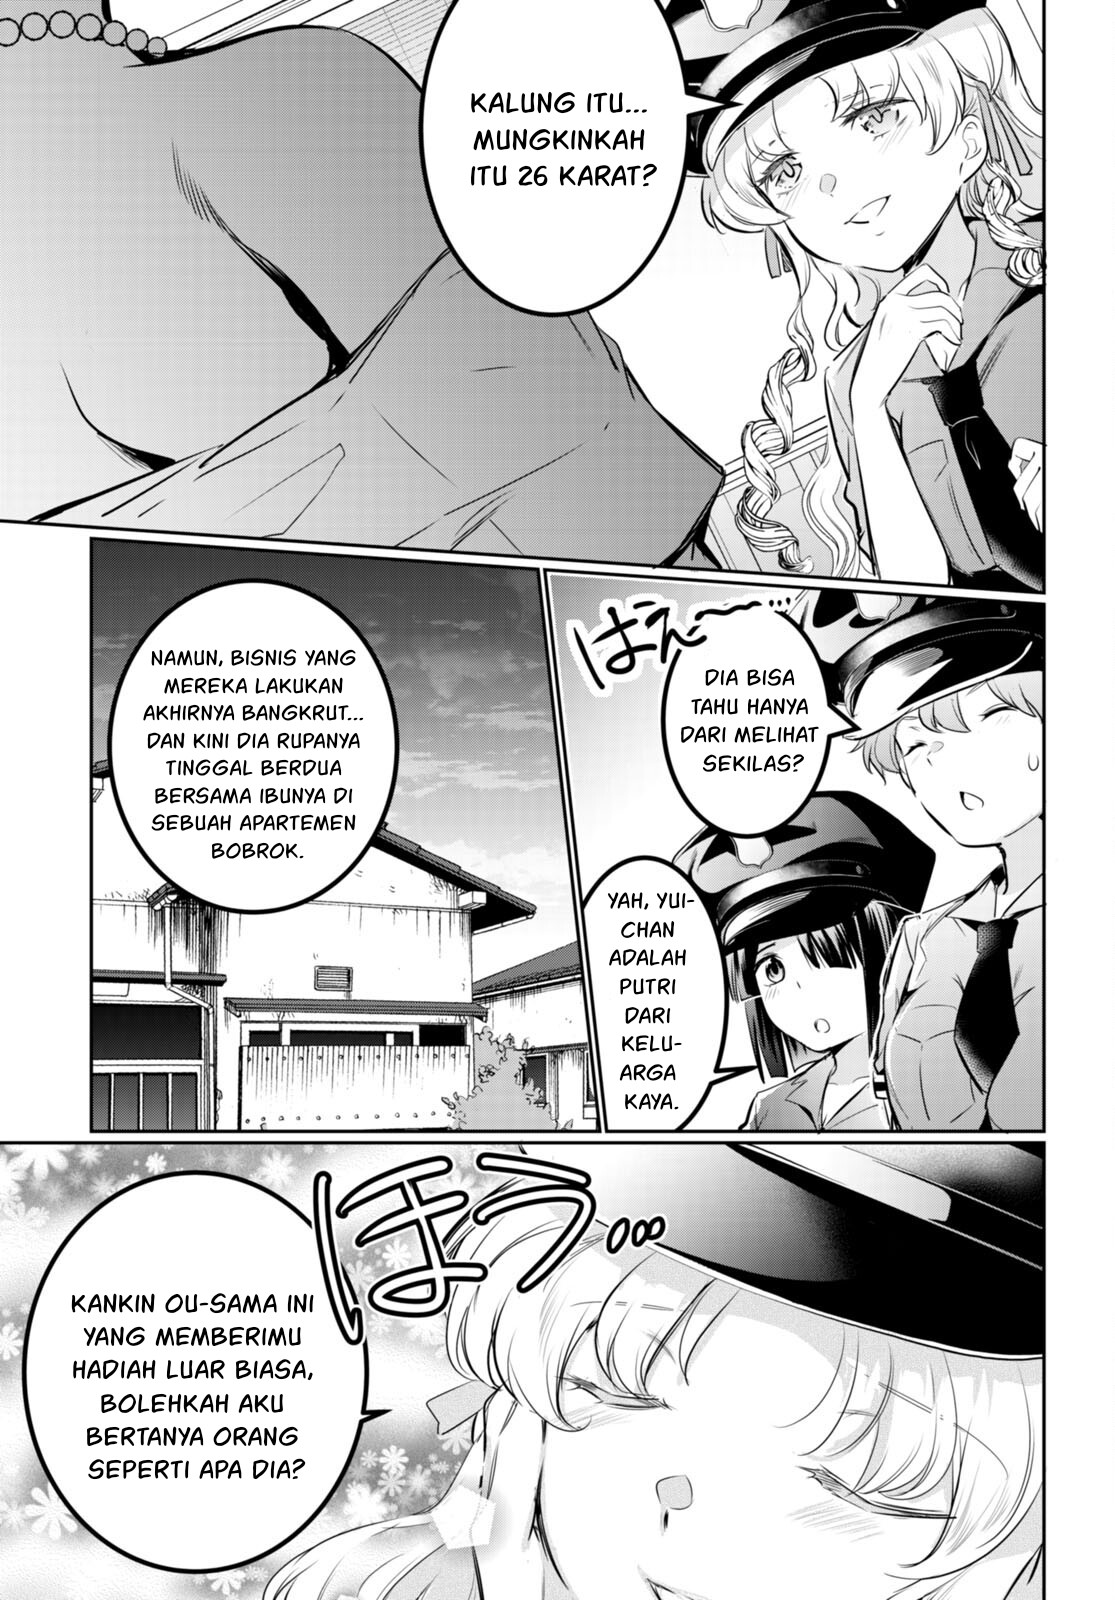 KALUNG ITU...
MUNGKINKAH
ITU 26 KARAT?
はえ～…
DIA BISA
TAHU HANYA
DARI MELIHAT
SEKILAS?
YAH, YUI-
CHAN
ADALAH
PUTRI
DARI
KELU-
ARGA
KAYA.
NAMUN, BISNIS YANG
MEREKA LAKUKAN
AKHIRNYA BANGKRUT...
DAN KINI DIA RUPANYA
TINGGAL BERDUA
BERSAMA IBUNYA DI
SEBUAH APARTEMEN
BOBROK.
ほう…
KANKIN OU-SAMA INI
YANG MEMBERIMU
HADIAH LUAR BIASA,
BOLEHKAH AKU
BERTANYA ORANG
SEPERTI APA DIA?